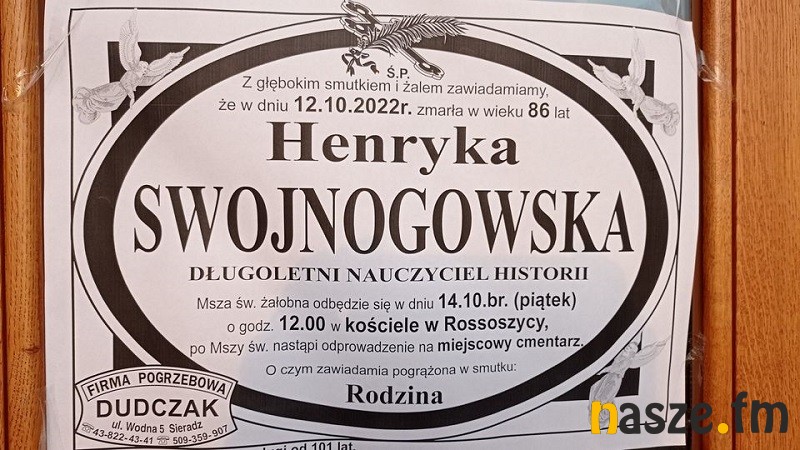 Ś.P.
Z głębokim smutkiem i żalem zawiadamiamy,
że w dniu 12.10.2022r. zmarła w wieku 86 lat
Henryka
SWOJNOGOWSKA
DŁUGOLETNI NAUCZYCIEL HISTORII
Msza św. żałobna odbędzie się w dniu 14.10.br. (piątek)
o godz. 12.00 w kościele w Rossoszycy,
po Mszy św. nastąpi odprowadzenie na miejscowy cmentarz.
O czym zawiadamia pogrążona w smutku:
Rodzina
FIRMA POGRZEBOWA
DUDCZAK
ul. Wodna 5 Sieradz
☏43-822-43-41 ☏ 509-359-907
od 101 lat.
nasze.fm